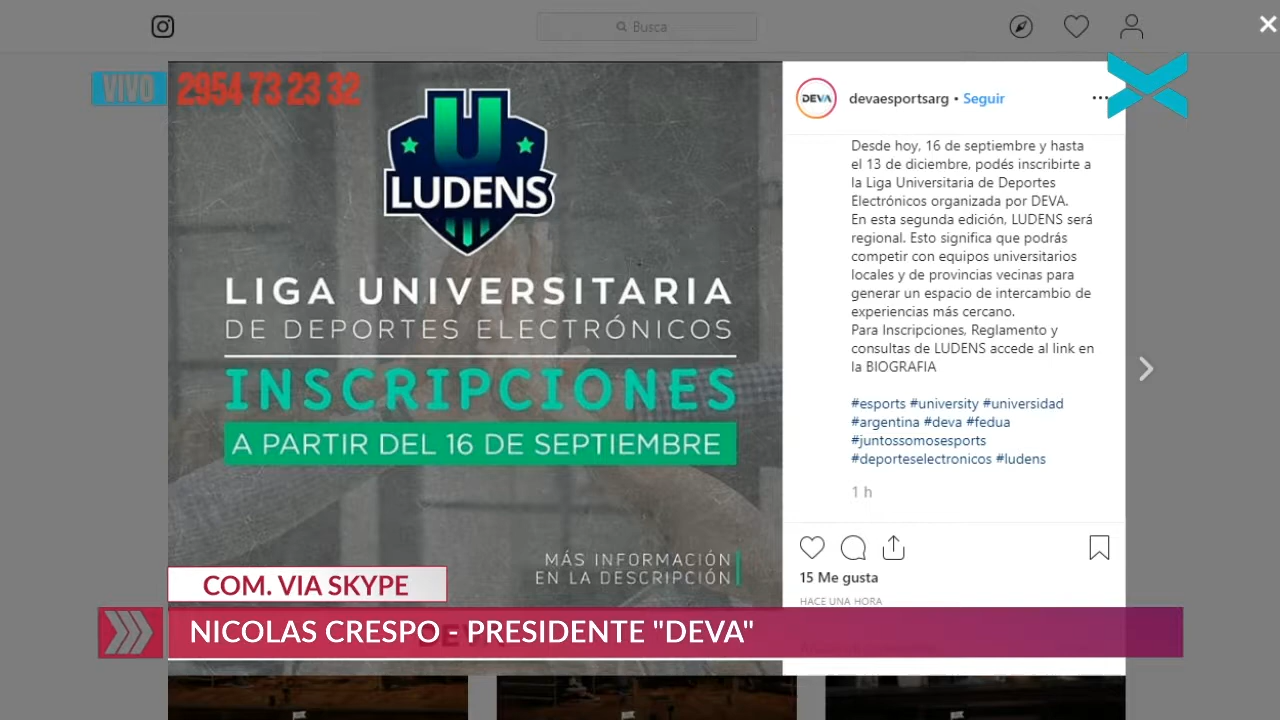 Busca
VIVO
2954 73 23 32
U
LUDENS
LIGA UNIVERSITARIA
DE DEPORTES ELECTRÓNICOS
INSCRIPCIONES
A PARTIR DEL 16 DE SEPTIEMBRE
MÁS INFORMACIÓN
EN LA DESCRIPCIÓN
DEVA
devaesportsarg • Seguir
Desde hoy, 16 de septiembre y hasta
el 13 de diciembre, podés inscribirte a
la Liga Universitaria de Deportes
Electrónicos organizada por DEVA.
En esta segunda edición, LUDENS será
regional. Esto significa que podrás
competir con equipos universitarios
locales y de provincias vecinas para
generar un espacio de intercambio de
experiencias más cercano.
Para Inscripciones, Reglamento y
consultas de LUDENS accede al link en
la BIOGRAFIA
#esports #university #universidad
#argentina #deva #fedua
#juntossomosesports
#deporteselectronicos #ludens
1 h
15 Me gusta
HACE UNA HORA
COM. VIA SKYPE
NICOLAS CRESPO - PRESIDENTE "DEVA"